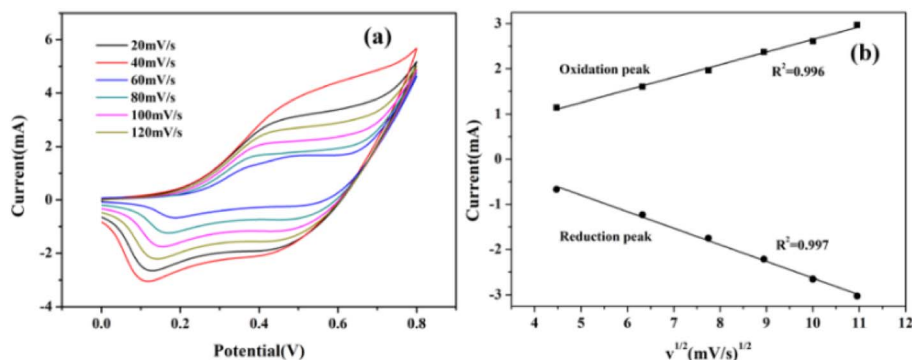 (a)
20mV/s
40mV/s
60mV/s
80mV/s
100mV/s
120mV/s
Current(mA)
6
4
2
0
-2
-4
0.0 0.2 0.4 0.6 0.8
Potential(V)
(b)
Oxidation peak
R²=0.996
Reduction peak
R²=0.997
Current(mA)
4
3
2
1
0
-1
-2
-3
4 5 6 7 8 9 10 11 12
v¹/²(mV/s)¹/²